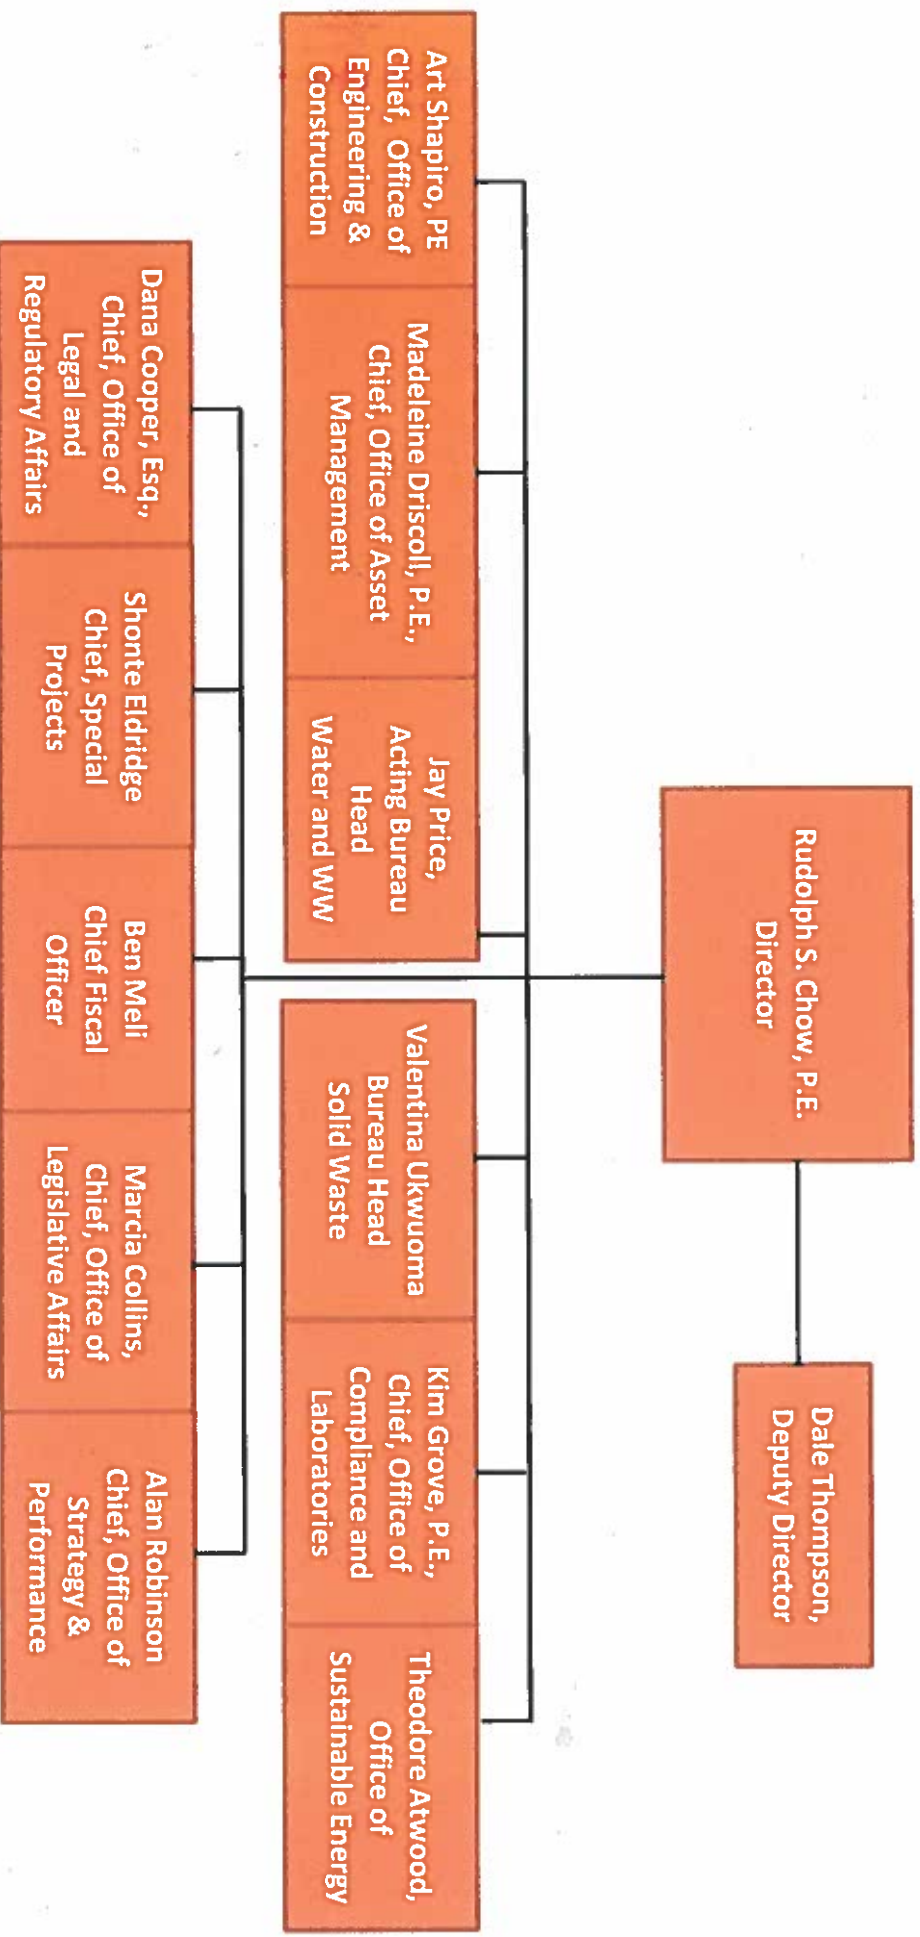 Rudolph S. Chow, P.E.
Director
Dale Thompson,
Deputy Director
Art Shapiro, PE
Chief, Office of
Engineering &
Construction
Madeleine Driscoll, P.E.,
Chief, Office of Asset
Management
Jay Price,
Acting Bureau
Head
Water and WW
Valentina Ukwuoma
Bureau Head
Solid Waste
Kim Grove, P.E.,
Chief, Office of
Compliance and
Laboratories
Theodore Atwood,
Office of
Sustainable Energy
Dana Cooper, Esq.,
Chief, Office of
Legal and
Regulatory Affairs
Shonte Eldridge
Chief, Special
Projects
Ben Meli
Chief Fiscal
Officer
Marcia Collins,
Chief, Office of
Legislative Affairs
Alan Robinson
Chief, Office of
Strategy &
Performance